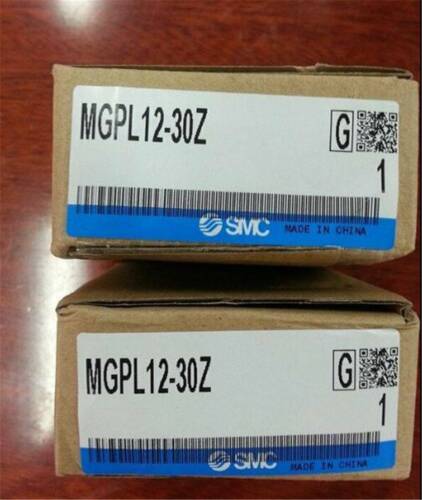 MGPL12-30Z
G
1
SMC MADE IN CHINA
MGPL12-30Z
G
1
SMC MADE IN CHINA